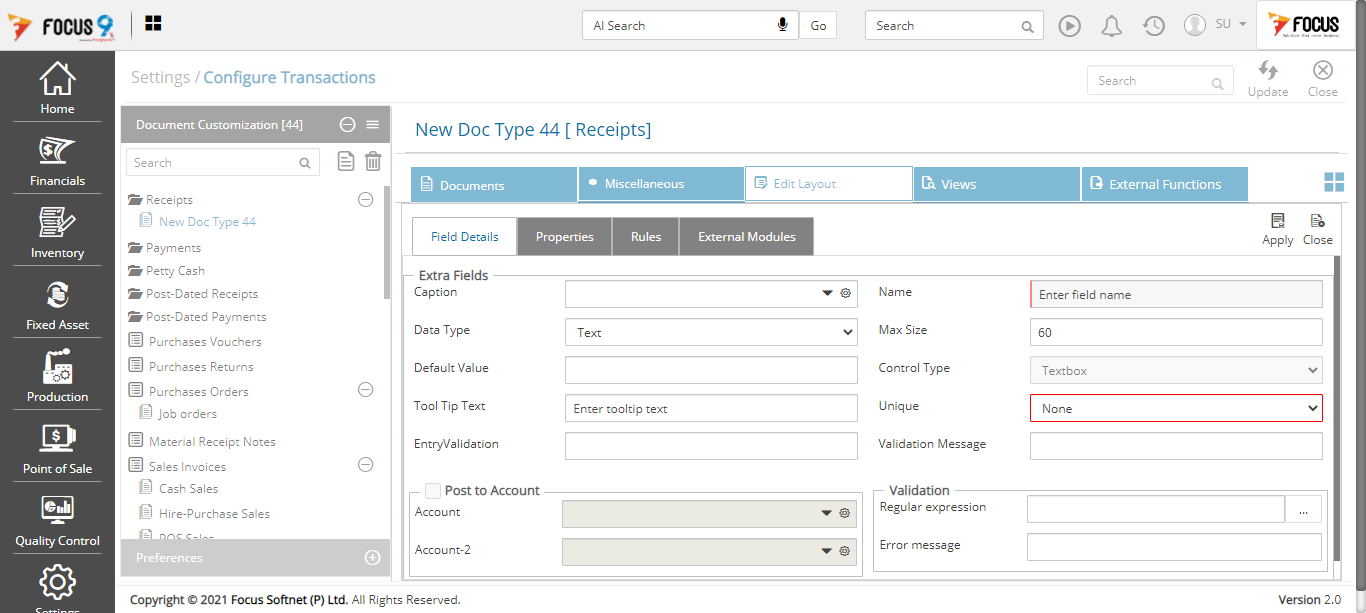 FOCUS 9
AI Search
Go
Search
SU
FOCUS
Settings / Configure Transactions
Search
Update
Close
Home
Financials
Inventory
Fixed Asset
Production
Point of Sale
Quality Control
Settings
Document Customization [44]
Search
Receipts
New Doc Type 44
Payments
Petty Cash
Post-Dated Receipts
Post-Dated Payments
Purchases Vouchers
Purchases Returns
Purchases Orders
Job orders
Material Receipt Notes
Sales Invoices
Cash Sales
Hire-Purchase Sales
POS Sales
Preferences
New Doc Type 44 [ Receipts]
Documents
Miscellaneous
Edit Layout
Views
External Functions
Field Details
Properties
Rules
External Modules
Apply
Close
Extra Fields
Caption
Name
Enter field name
Data Type
Text
Max Size
60
Default Value
Control Type
Textbox
Tool Tip Text
Enter tooltip text
Unique
None
EntryValidation
Validation Message
Post to Account
Account
Account-2
Validation
Regular expression
...
Error message
Copyright © 2021 Focus Softnet (P) Ltd. All Rights Reserved.
Version 2.0